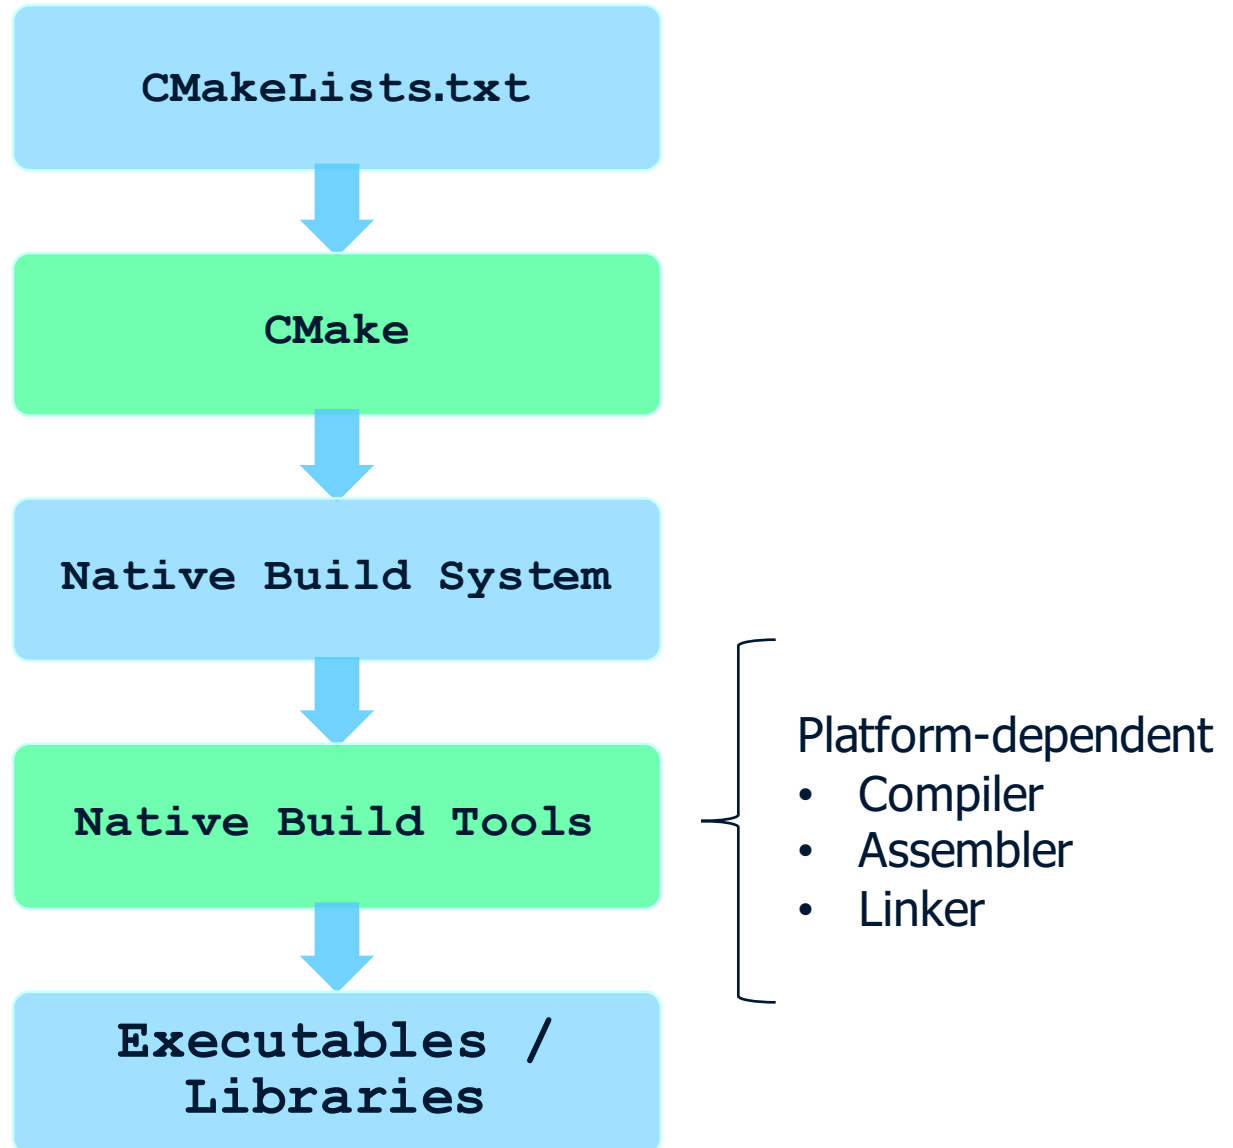 CMakeLists.txt
CMake
Native Build System
Native Build Tools
Platform-dependent
• Compiler
• Assembler
• Linker
Executables /
Libraries